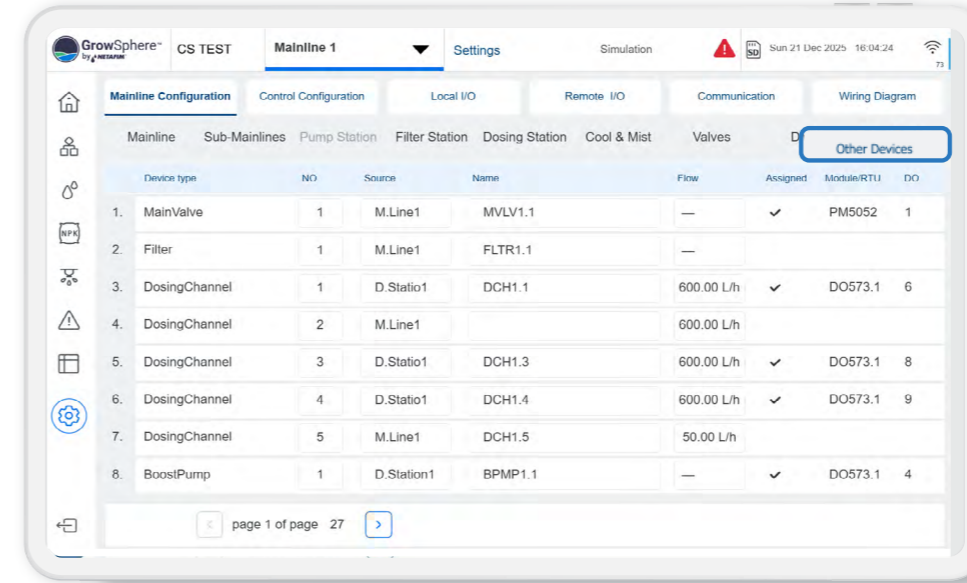 GrowSphere™ CS TEST Mainline 1 Settings Simulation SD Sun 21 Dec 2025 16:04:24
by NETAFIM 73
Mainline Configuration Control Configuration Local I/O Remote I/O Communication Wiring Diagram
Mainline Sub-Mainlines Pump Station Filter Station Dosing Station Cool & Mist Valves D Other Devices
Device type NO Source Name Flow Assigned Module/RTU DO
1. MainValve 1 M.Line1 MVLV1.1 — ✓ PM5052 1
2. Filter 1 M.Line1 FLTR1.1 —
NPK
3. DosingChannel 1 D.Statio1 DCH1.1 600.00 L/h ✓ DO573.1 6
4. DosingChannel 2 M.Line1 600.00 L/h
5. DosingChannel 3 D.Statio1 DCH1.3 600.00 L/h ✓ DO573.1 8
6. DosingChannel 4 D.Statio1 DCH1.4 600.00 L/h ✓ DO573.1 9
7. DosingChannel 5 M.Line1 DCH1.5 50.00 L/h
8. BoostPump 1 D.Station1 BPMP1.1 — ✓ DO573.1 4
< page 1 of page 27 >